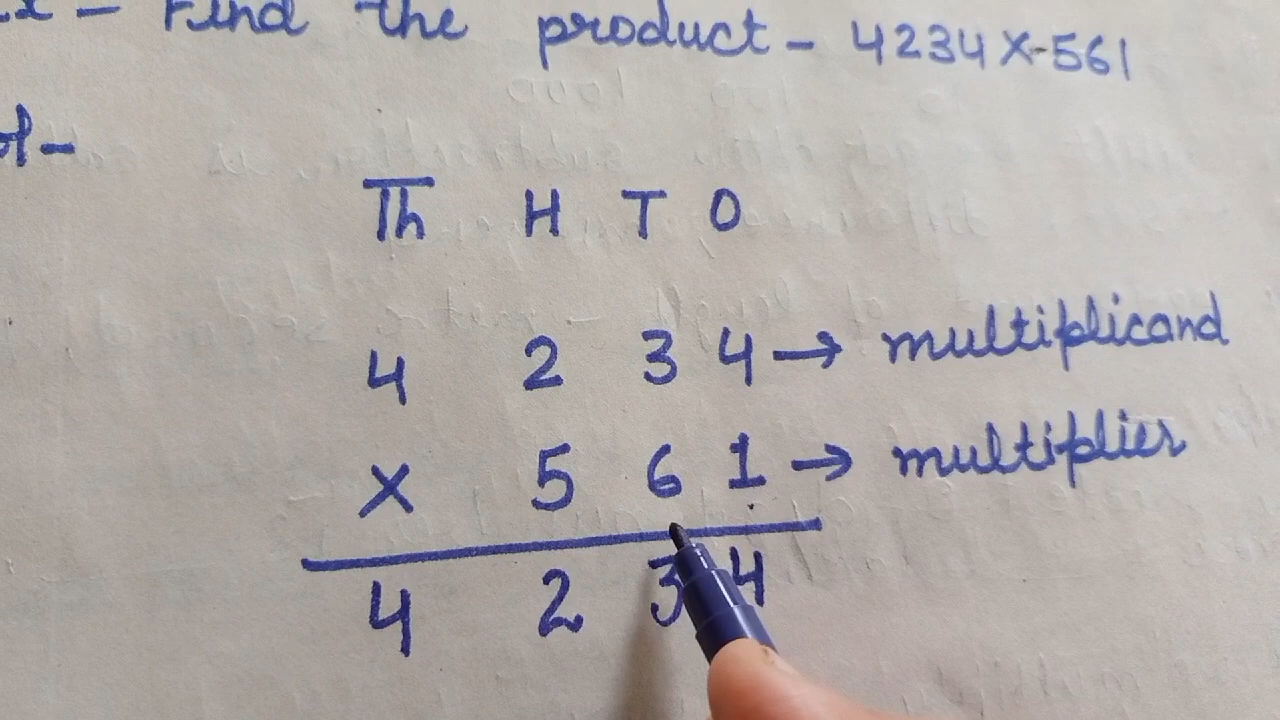 Find the product - 4234 X 561
Th H T O
4 2 3 4 → multiplicand
X 5 6 1 → multiplier
4 2 3 4